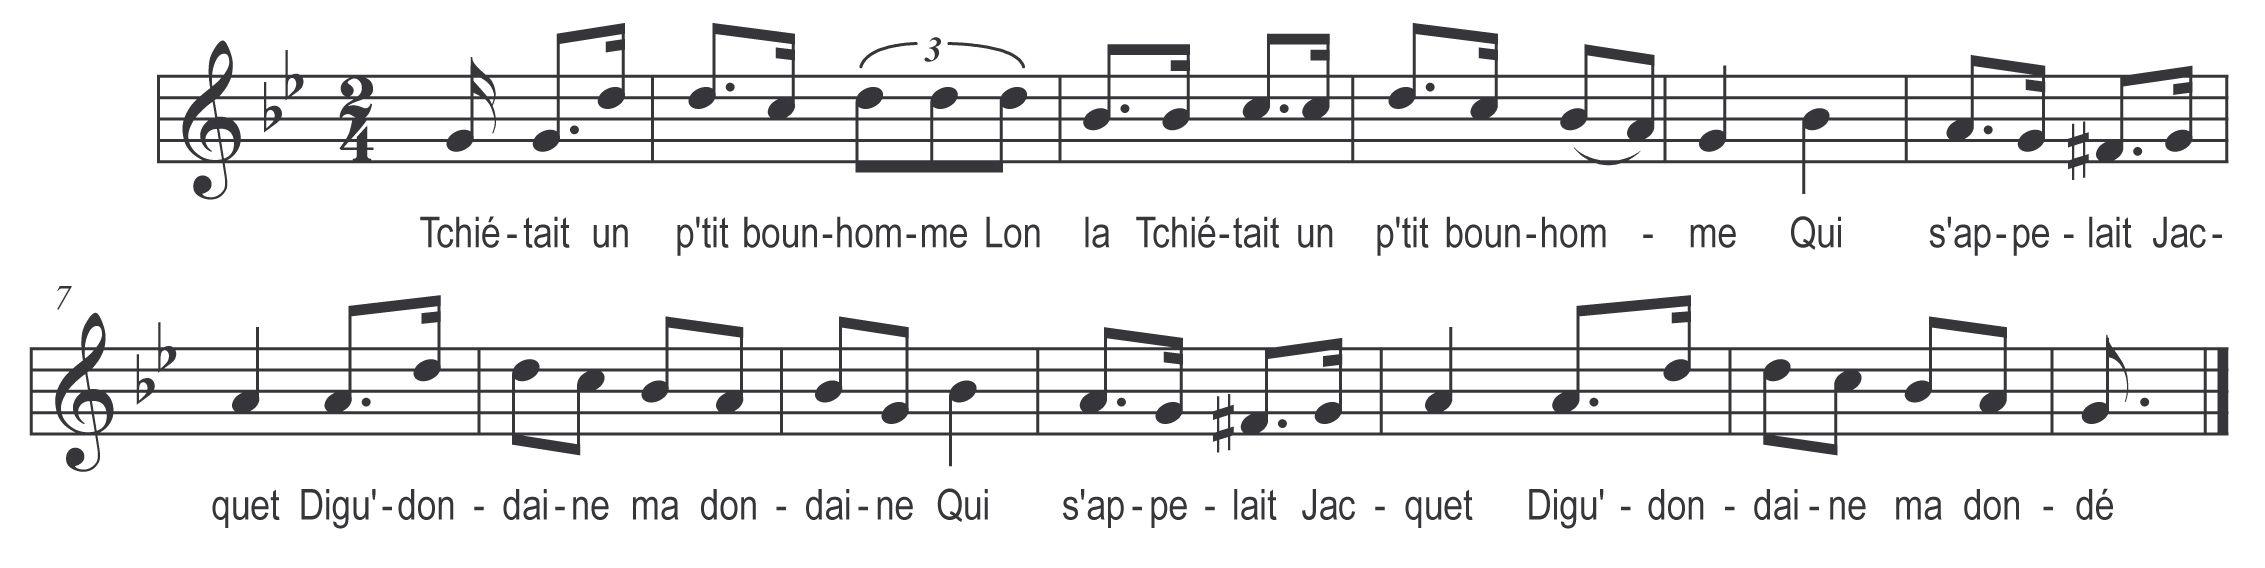 3
2
4
Tchié-tait un p'tit boun-hom-me Lon la Tchié-tait un p'tit boun-hom - me Qui s'ap-pe - lait Jac-
7
quet Digu'-don - dai-ne ma don - dai-ne Qui s'ap-pe - lait Jac - quet Digu' - don - dai-ne ma don - dé